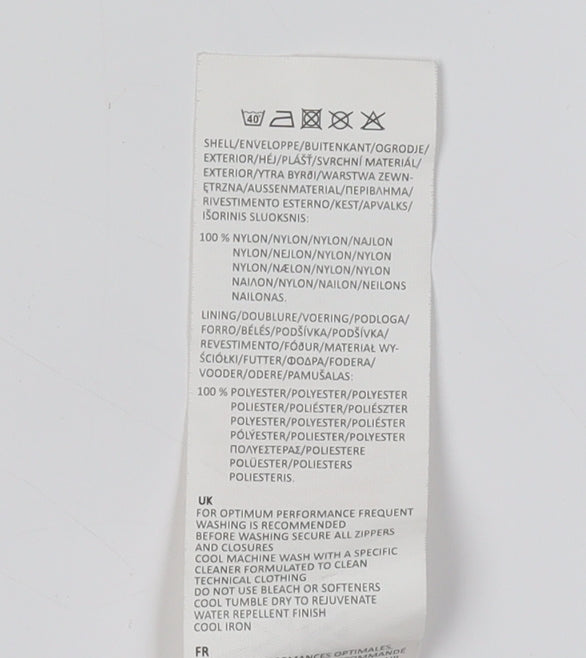 40
SHELL/ENVELOPPE/BUITENKANT/OGRODJE/
EXTERIOR/HÉJ/PLÁŠŤ/SVRCHNÍ MATERIÁL/
EXTERIOR/YTRA BYRÐI/WARSTWA ZEWN-
ĘTRZNA/AUSSENMATERIAL/ΠΕΡΙΒΛΗΜΑ/
RIVESTIMENTO ESTERNO/KEST/APVALKS/
IŠORINIS SLUOKSNIS:
100 % NYLON/NYLON/NYLON/NAJLON
NYLON/NEJLON/NYLON/NYLON
NYLON/NÆLON/NYLON/NYLON
ΝΑΙΛΟΝ/NYLON/NAILON/NEILONS
NAILONAS.
LINING/DOUBLURE/VOERING/PODLOGA/
FORRO/BÉLÉS/PODŠÍVKA/PODŠÍVKA/
REVESTIMENTO/FÓÐUR/MATERIAŁ WY-
ŚCIÓŁKI/FUTTER/ΦΟΔΡΑ/FODERA/
VOODER/ODERE/PAMUŠALAS:
100 % POLYESTER/POLYESTER/POLYESTER
POLIESTER/POLIÉSTER/POLIÉSZTER
POLYESTER/POLYESTER/POLIÉSTER
PÓLÝESTER/POLIESTER/POLYESTER
ΠΟΛΥΕΣΤΕΡΑΣ/POLIESTERE
POLÜESTER/POLIESTERS
POLIESTERIS.
UK
FOR OPTIMUM PERFORMANCE FREQUENT
WASHING IS RECOMMENDED
BEFORE WASHING SECURE ALL ZIPPERS
AND CLOSURES
COOL MACHINE WASH WITH A SPECIFIC
CLEANER FORMULATED TO CLEAN
TECHNICAL CLOTHING
DO NOT USE BLEACH OR SOFTENERS
COOL TUMBLE DRY TO REJUVENATE
WATER REPELLENT FINISH
COOL IRON
FR
OPTIMALES,